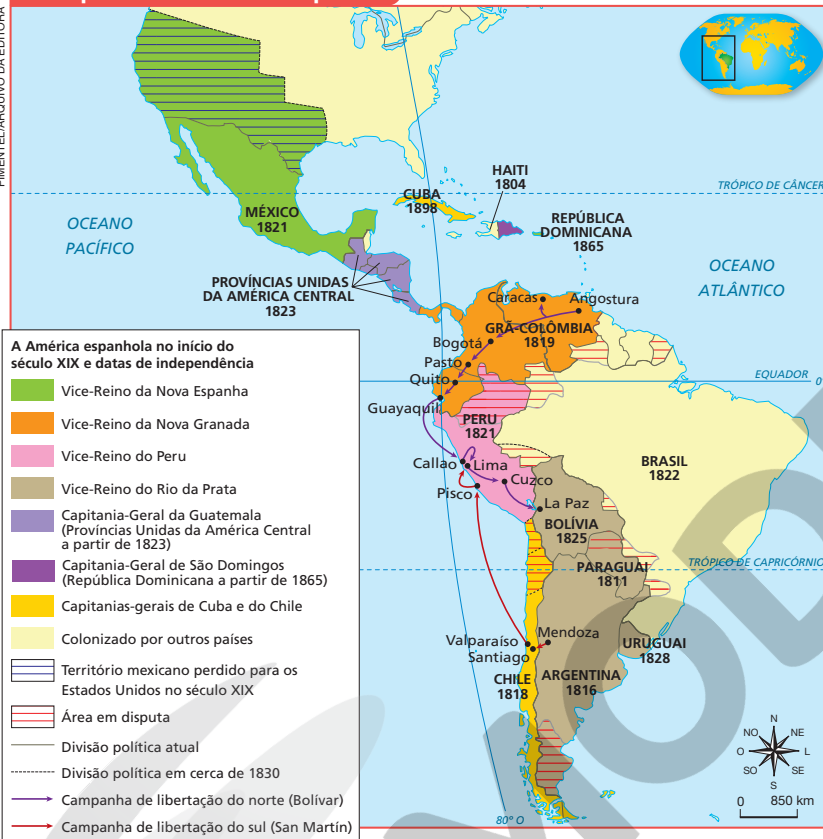 PIMENTEL/ARQUIVO DA EDITORA
HAITI
1804
TRÓPICO DE CÂNCER
CUBA
1898
MÉXICO
1821
REPÚBLICA
DOMINICANA
1865
OCEANO
PACÍFICO
OCEANO
ATLÂNTICO
PROVÍNCIAS UNIDAS
DA AMÉRICA CENTRAL
1823
Caracas
Angostura
GRÃ-COLÔMBIA
1819
Bogotá
Pasto
Quito
EQUADOR
0
Guayaquil
PERU
1821
Callao
Lima
Cuzco
Pisco
La Paz
BRASIL
1822
BOLÍVIA
1825
PARAGUAI
1811
TRÓPICO DE CAPRICÓRNIO
Valparaíso
Mendoza
Santiago
URUGUAI
1828
CHILE
1818
ARGENTINA
1816
A América espanhola no início do
século XIX e datas de independência
Vice-Reino da Nova Espanha
Vice-Reino da Nova Granada
Vice-Reino do Peru
Vice-Reino do Rio da Prata
Capitania-Geral da Guatemala
(Províncias Unidas da América Central
a partir de 1823)
Capitania-Geral de São Domingos
(República Dominicana a partir de 1865)
Capitanias-gerais de Cuba e do Chile
Colonizado por outros países
Território mexicano perdido para os
Estados Unidos no século XIX
Área em disputa
Divisão política atual
Divisão política em cerca de 1830
Campanha de libertação do norte (Bolívar)
Campanha de libertação do sul (San Martín)
80º O
N
NO
NE
O
L
SO
SE
S
0
850 km